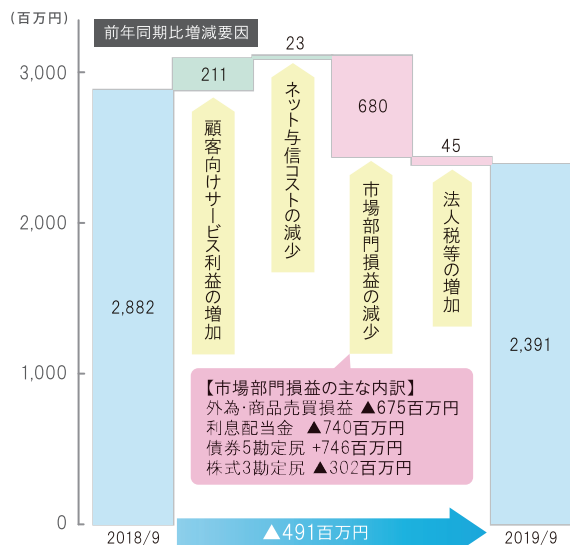 (百万円)
前年同期比増減要因
3,000
2,000
1,000
0
2,882
211
23
680
45
2,391
顧客向けサービス利益の増加
ネット与信コストの減少
市場部門損益の減少
法人税等の増加
【市場部門損益の主な内訳】
外為・商品売買損益 ▲675百万円
利息配当金 ▲740百万円
債券5勘定尻 +746百万円
株式3勘定尻 ▲302百万円
▲491百万円
2018/9
2019/9